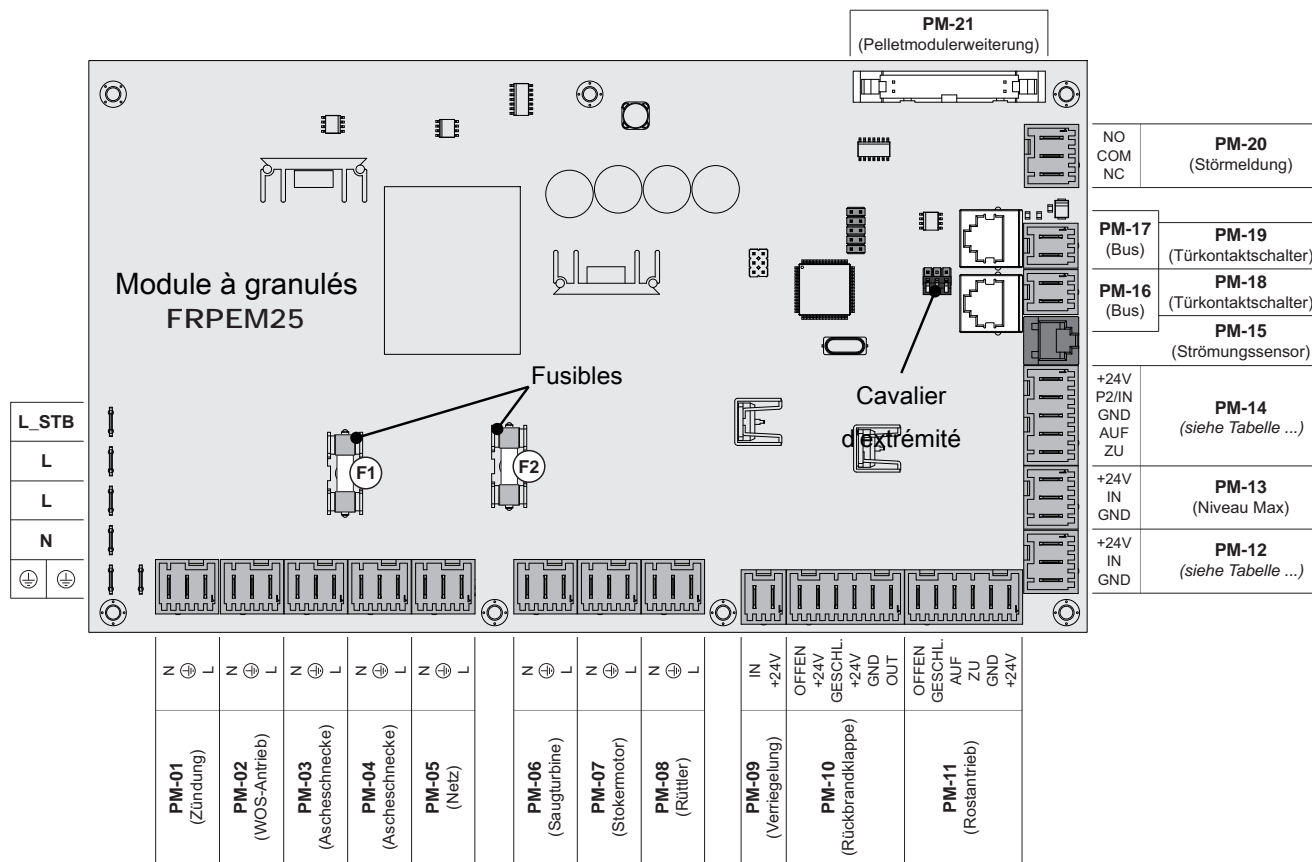 PM-21
(Pelletmodulerweiterung)
NO
COM
NC
PM-20
(Störmeldung)
PM-17
(Bus)
PM-19
(Türkontaktschalter)
PM-16
(Bus)
PM-18
(Türkontaktschalter)
PM-15
(Strömungssensor)
+24V
P2/IN
GND
AUF
ZU
PM-14
(siehe Tabelle ...)
+24V
IN
GND
PM-13
(Niveau Max)
+24V
IN
GND
PM-12
(siehe Tabelle ...)
Module à granulés
FRPEM25
Fusibles
Cavalier
d'extrémité
F1
F2
L_STB
L
L
N
N L
PM-01
(Zündung)
N L
PM-02
(WOS-Antrieb)
N L
PM-03
(Ascheschnecke)
N L
PM-04
(Ascheschnecke)
N L
PM-05
(Netz)
N L
PM-06
(Saugturbine)
N L
PM-07
(Stokermotor)
N L
PM-08
(Rüttler)
IN
+24V
PM-09
(Verriegelung)
OFFEN
+24V
GESCHL.
+24V
GND
OUT
PM-10
(Rückbrandklappe)
OFFEN
GESCHL.
AUF
ZU
GND
+24V
PM-11
(Rostantrieb)